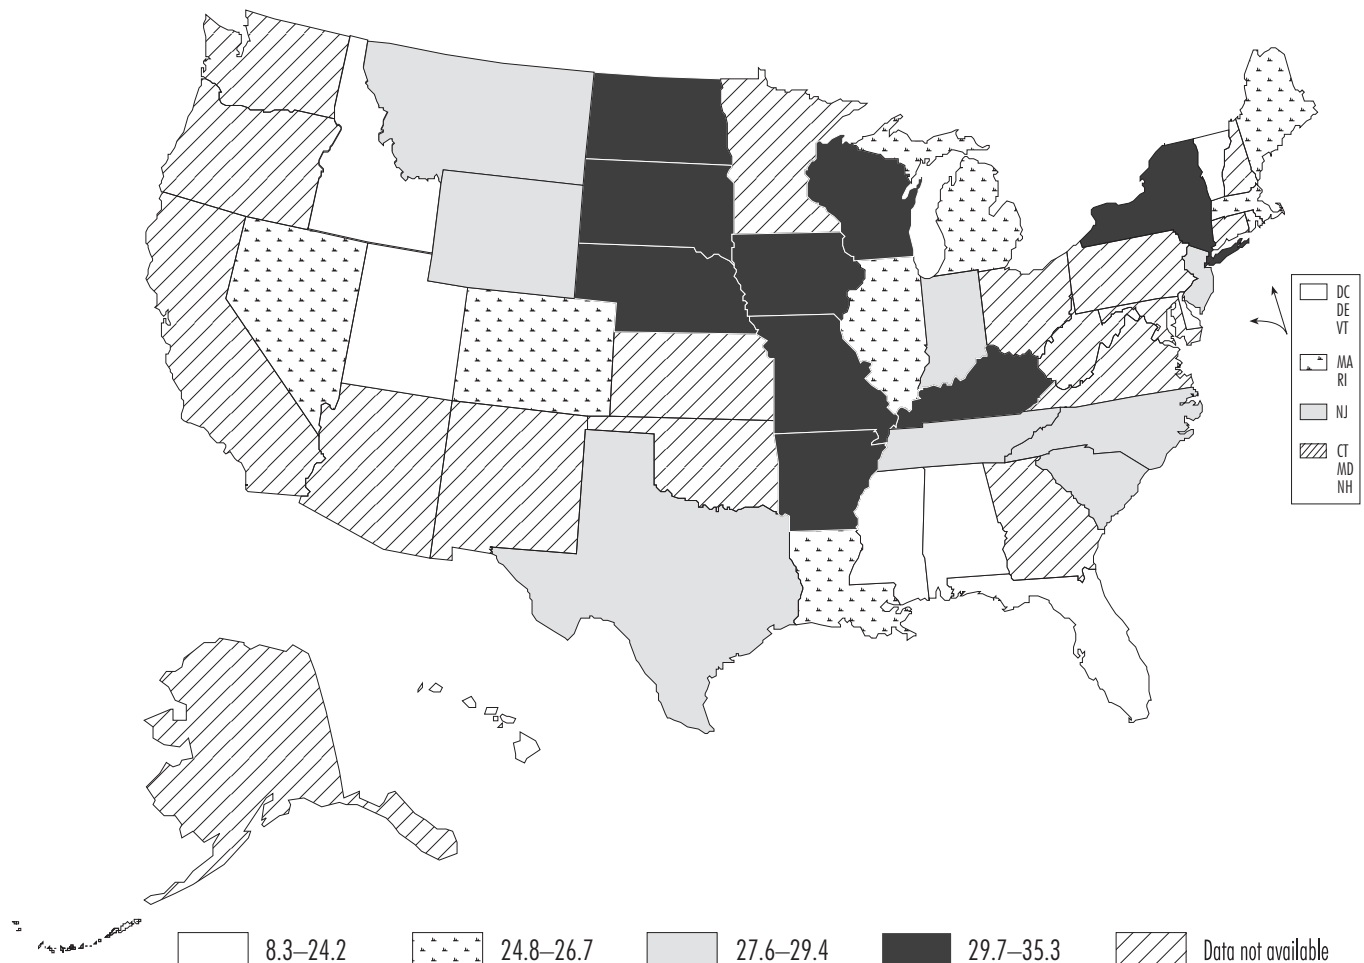 DC
DE
VT
MA
RI
NJ
CT
MD
NH
8.3–24.2
24.8–26.7
27.6–29.4
29.7–35.3
Data not available